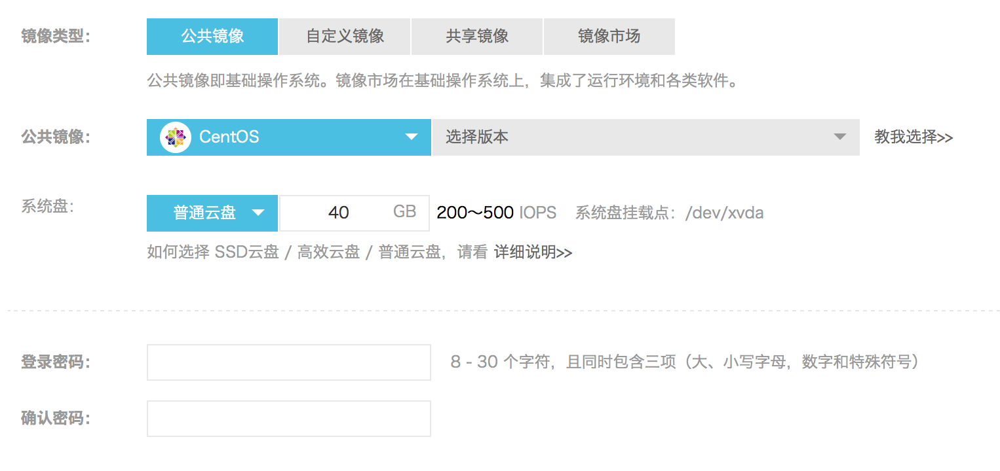 镜像类型： 公共镜像 自定义镜像 共享镜像 镜像市场
公共镜像即基础操作系统。镜像市场在基础操作系统上，集成了运行环境和各类软件。
公共镜像： CentOS 选择版本 教我选择>>
系统盘： 普通云盘 40 GB 200～500 IOPS 系统盘挂载点：/dev/xvda
如何选择 SSD云盘 / 高效云盘 / 普通云盘，请看 详细说明>>
登录密码： 8 - 30 个字符，且同时包含三项（大、小写字母，数字和特殊符号）
确认密码：